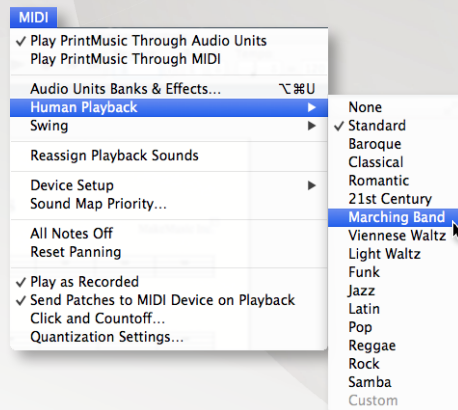 MIDI
✓ Play PrintMusic Through Audio Units
Play PrintMusic Through MIDI
Audio Units Banks & Effects... ⌥⌘U
Human Playback ▶
Swing ▶
Reassign Playback Sounds
Device Setup ▶
Sound Map Priority...
All Notes Off
Reset Panning
✓ Play as Recorded
✓ Send Patches to MIDI Device on Playback
Click and Countoff...
Quantization Settings...
None
✓ Standard
Baroque
Classical
Romantic
21st Century
Marching Band
Viennese Waltz
Light Waltz
Funk
Jazz
Latin
Pop
Reggae
Rock
Samba
Custom